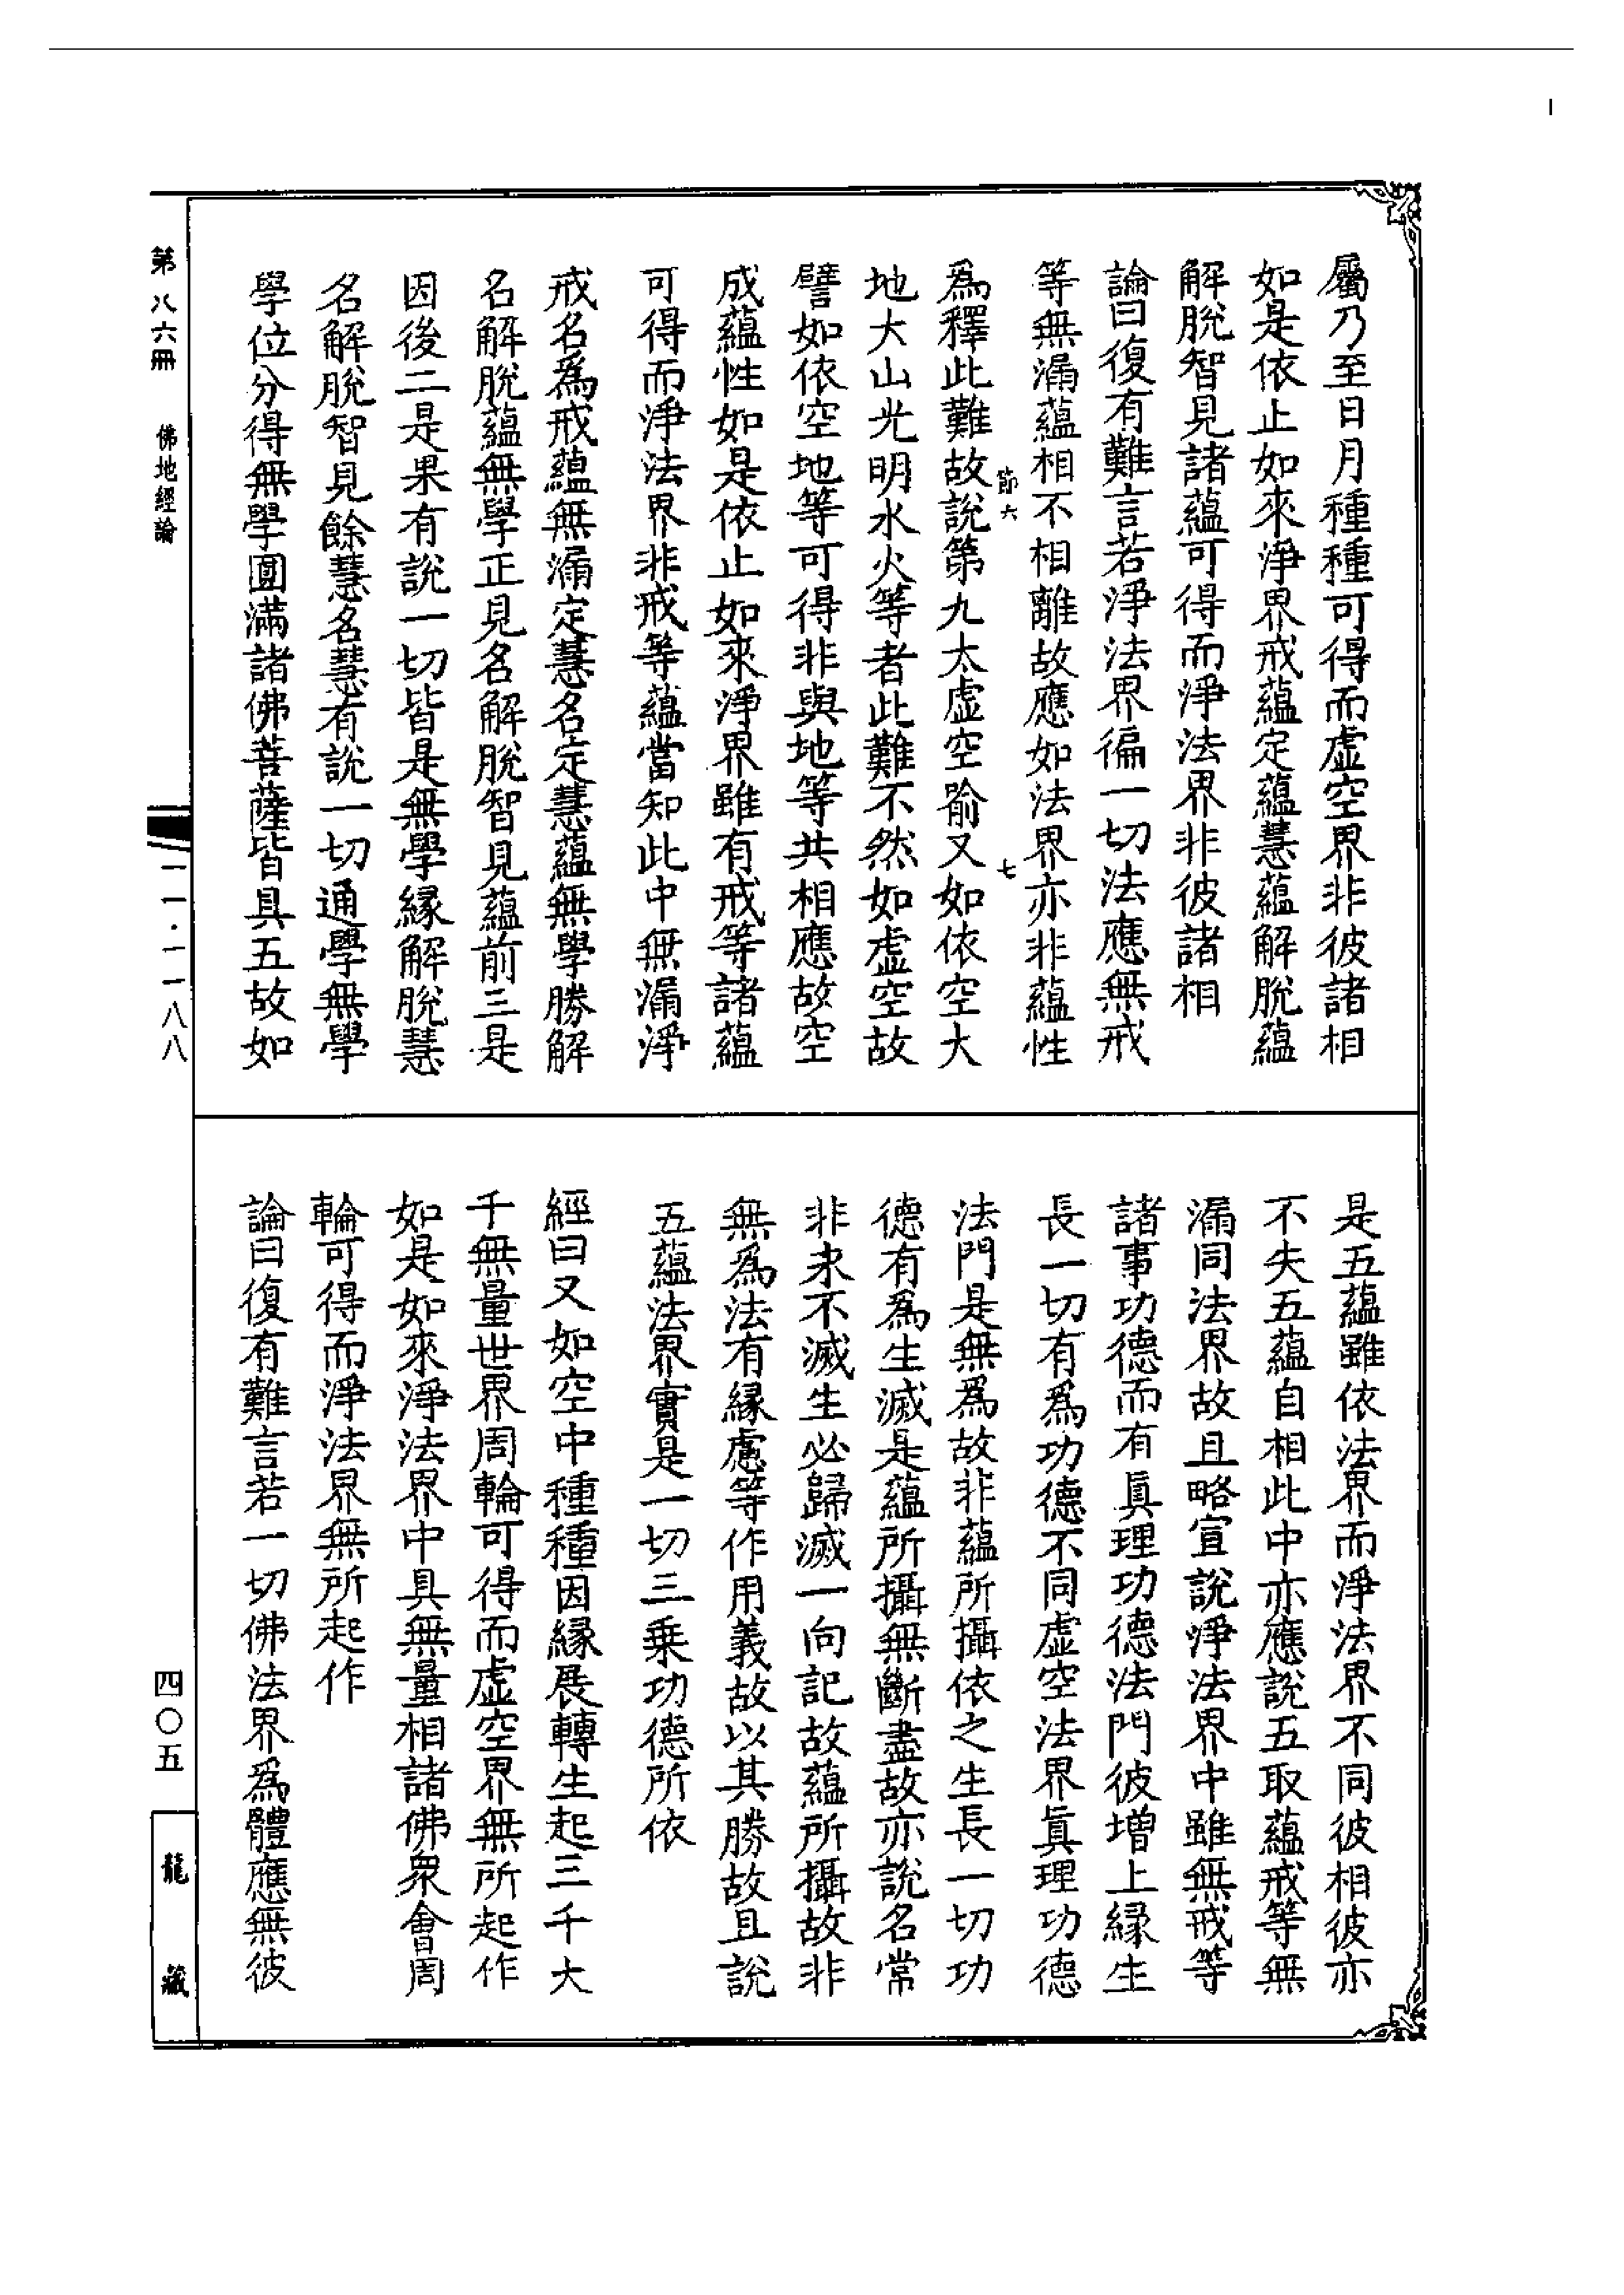 屬乃至日月種種可得而虛空界非彼諸相
如是依止如來淨界戒蘊定蘊慧蘊解脫蘊
解脫智見諸蘊可得而淨法界非彼諸相
論曰復有難言若淨法界徧一切法應無戒
等無漏蘊相不相離故應如法界亦非蘊性
節六
七
為釋此難故說第九太虛空喻又如依空大
地大山光明水火等者此難不然如虛空故
譬如依空地等可得非與地等共相應故空
成蘊性如是依止如來淨界雖有戒等諸蘊
可得而淨法界非戒等蘊當知此中無漏淨
戒名為戒蘊無漏定慧名定慧蘊無學勝解
名解脫蘊無學正見名解脫智見蘊前三是
因後二是果有說一切皆是無學緣解脫慧
名解脫智見餘慧名慧有說一切通學無學
學位分得無學圓滿諸佛菩薩皆具五故如
是五蘊雖依法界而淨法界不同彼相彼亦
不失五蘊自相此中亦應說五取蘊戒等無
漏同法界故且略宣說淨法界中雖無戒等
諸事功德而有真理功德法門彼增上緣生
長一切有為功德不同虛空法界真理功德
法門是無為故非蘊所攝依之生長一切功
德有為生滅是蘊所攝無斷盡故亦說名常
非永不滅生必歸滅一向記故蘊所攝故非
無為法有緣慮等作用義故以其勝故且說
五蘊法界實是一切三乘功德所依
經曰又如空中種種因緣展轉生起三千大
千無量世界周輪可得而虛空界無所起作
如是如來淨法界中具無量相諸佛眾會周
輪可得而淨法界無所起作
論曰復有難言若一切佛法界為體應無彼
第八六冊
佛地經論
一一·一一八八
四〇五
龍藏